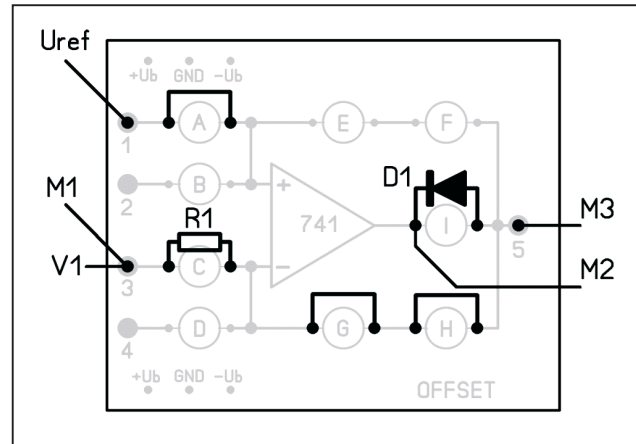 Uref
+Ub GND -Ub
A E F
1
B
2
M1
R1
D1
+
741
I
M3
V1
C
-
5
3
M2
D G H
4
+Ub GND -Ub
OFFSET